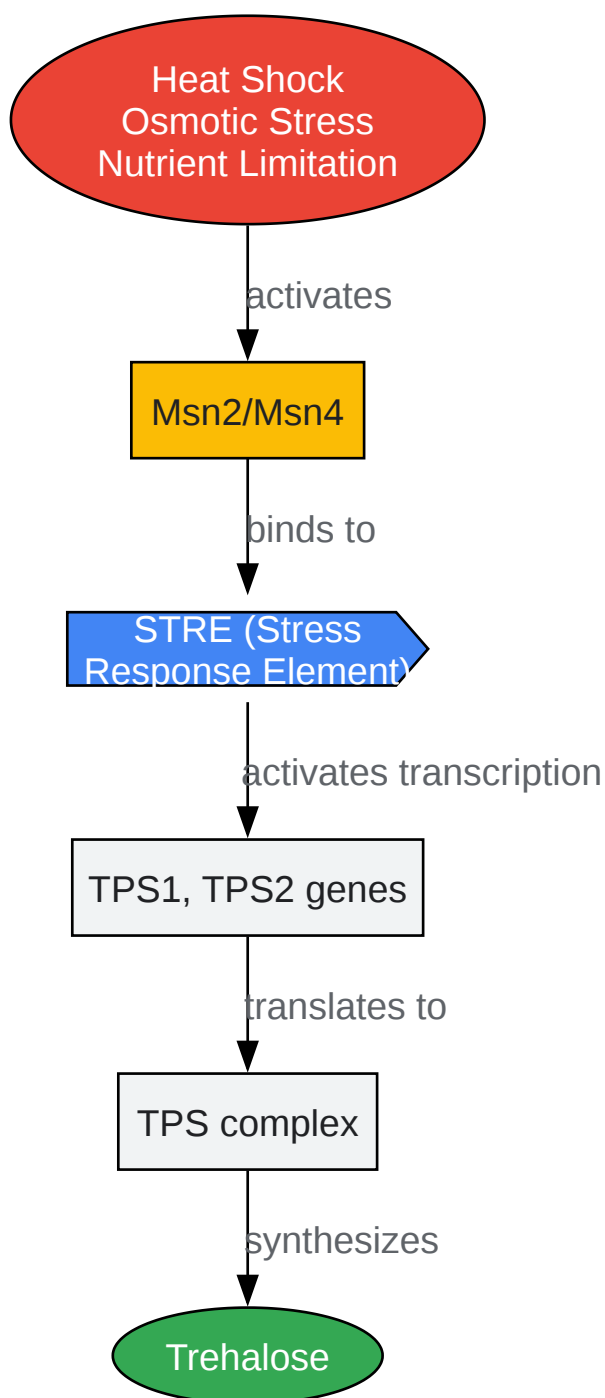 Heat Shock
Osmotic Stress
Nutrient Limitation
activates
Msn2/Msn4
binds to
STRE (Stress
Response Element)
activates transcription
TPS1, TPS2 genes
translates to
TPS complex
synthesizes
Trehalose